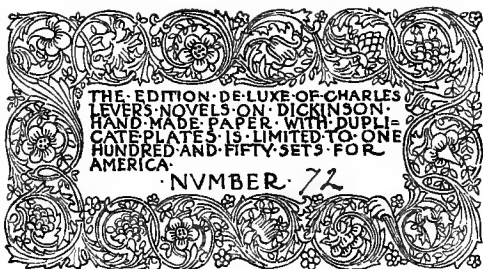 THE·EDITION·DE·LUXE·OF·CHARLES
LEVERS·NOVELS·ON·DICKINSON·
HAND·MADE·PAPER·WITH·DUPLI=
CATE·PLATES·IS·LIMITED·TO·ONE
HUNDRED·AND·FIFTY·SETS·FOR
AMERICA·
·NVMBER· 72